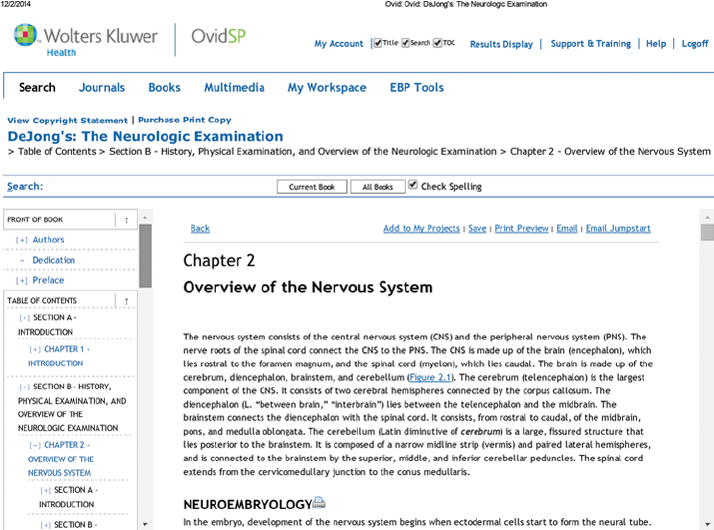 12/2/2014
Ovid: Ovid: DeJong's: The Neurologic Examination
Wolters Kluwer
Health
OvidSP
My Account
Title
Search
TOC
Results Display
Support & Training
Help
Logoff
Search
Journals
Books
Multimedia
My Workspace
EBP Tools
View Copyright Statement | Purchase Print Copy
DeJong's: The Neurologic Examination
> Table of Contents > Section B - History, Physical Examination, and Overview of the Neurologic Examination > Chapter 2 - Overview of the Nervous System
Search:
Current Book
All Books
Check Spelling
FRONT OF BOOK ↑
[+] Authors
- Dedication
[+] Preface
TABLE OF CONTENTS ↑
[+] SECTION A -
INTRODUCTION
[+] CHAPTER 1 -
INTRODUCTION
[-] SECTION B - HISTORY,
PHYSICAL EXAMINATION, AND
OVERVIEW OF THE
NEUROLOGIC EXAMINATION
[-] CHAPTER 2 -
OVERVIEW OF THE
NERVOUS SYSTEM
[+] SECTION A -
INTRODUCTION
[+] SECTION B -
Back
Add to My Projects | Save | Print Preview | Email | Email Jumpstart
Chapter 2
Overview of the Nervous System
The nervous system consists of the central nervous system (CNS) and the peripheral nervous system (PNS). The
nerve roots of the spinal cord connect the CNS to the PNS. The CNS is made up of the brain (encephalon), which
lies rostral to the foramen magnum, and the spinal cord (myelon), which lies caudal. The brain is made up of the
cerebrum, diencephalon, brainstem, and cerebellum (Figure 2.1). The cerebrum (telencephalon) is the largest
component of the CNS. It consists of two cerebral hemispheres connected by the corpus callosum. The
diencephalon (L. “between brain,” “interbrain”) lies between the telencephalon and the midbrain. The
brainstem connects the diencephalon with the spinal cord. It consists, from rostral to caudal, of the midbrain,
pons, and medulla oblongata. The cerebellum (Latin diminutive of cerebrum) is a large, fissured structure that
lies posterior to the brainstem. It is composed of a narrow midline strip (vermis) and paired lateral hemispheres,
and is connected to the brainstem by the superior, middle, and inferior cerebellar peduncles. The spinal cord
extends from the cervicomedullary junction to the conus medullaris.
NEUROEMBRYOLOGY
In the embryo, development of the nervous system begins when ectodermal cells start to form the neural tube.